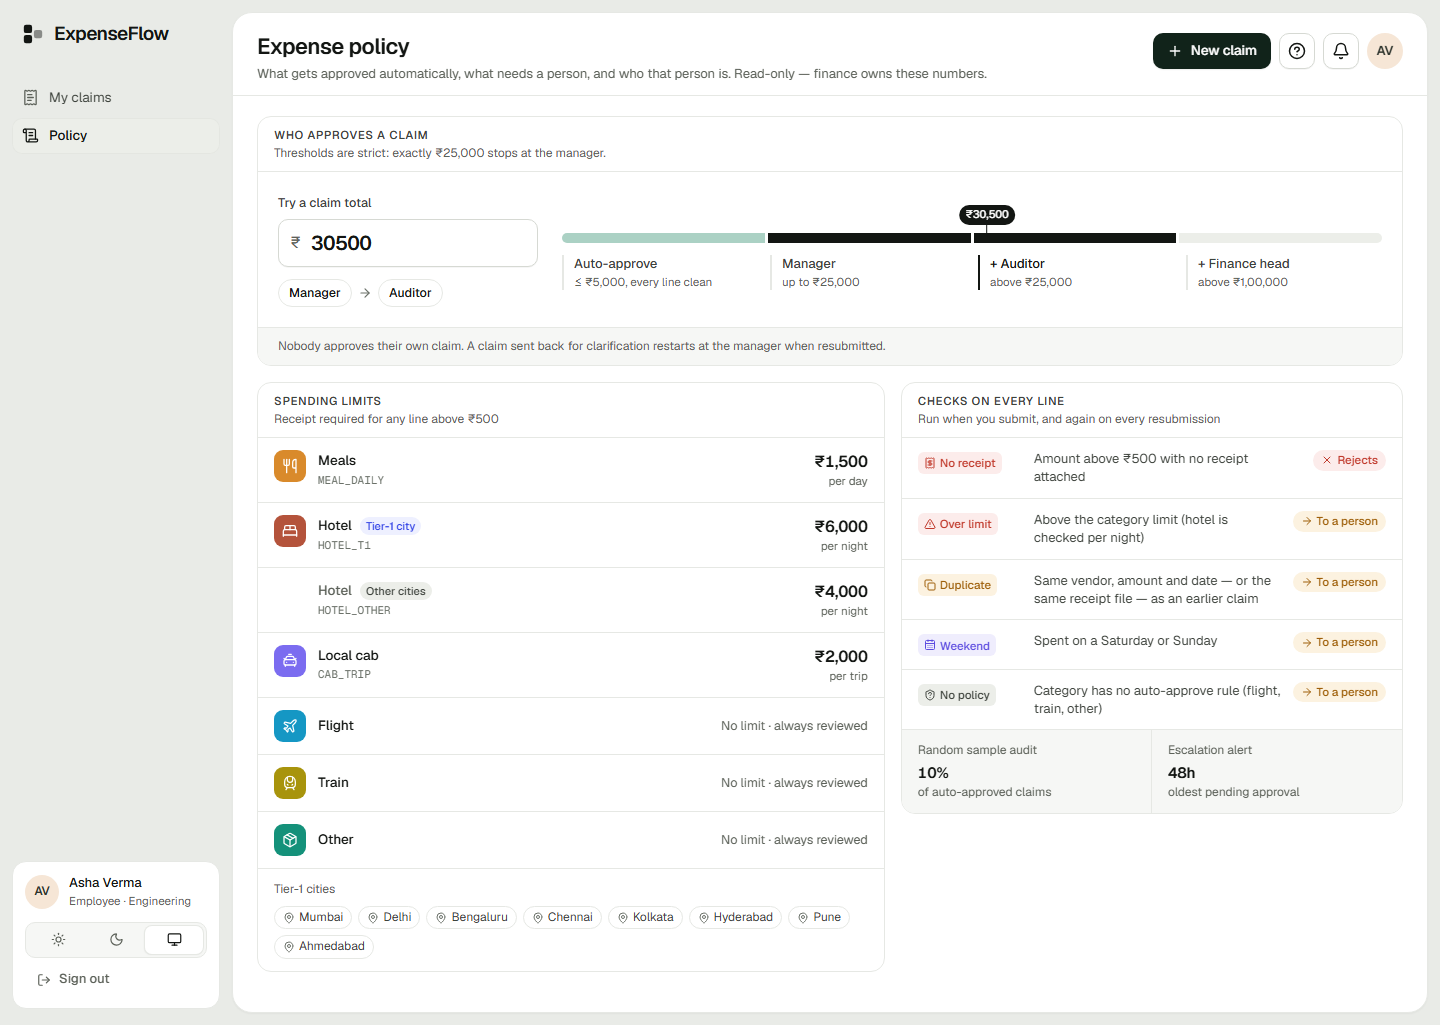 ExpenseFlow
My claims
Policy
Expense policy
What gets approved automatically, what needs a person, and who that person is. Read-only — finance owns these numbers.
New claim
AV
WHO APPROVES A CLAIM
Thresholds are strict: exactly ₹25,000 stops at the manager.
Try a claim total
₹ 30500
Manager → Auditor
₹30,500
Auto-approve
≤ ₹5,000, every line clean
Manager
up to ₹25,000
+ Auditor
above ₹25,000
+ Finance head
above ₹1,00,000
Nobody approves their own claim. A claim sent back for clarification restarts at the manager when resubmitted.
SPENDING LIMITS
Receipt required for any line above ₹500
Meals
MEAL_DAILY
₹1,500
per day
Hotel Tier-1 city
HOTEL_T1
₹6,000
per night
Hotel Other cities
HOTEL_OTHER
₹4,000
per night
Local cab
CAB_TRIP
₹2,000
per trip
Flight
No limit · always reviewed
Train
No limit · always reviewed
Other
No limit · always reviewed
Tier-1 cities
Mumbai Delhi Bengaluru Chennai Kolkata Hyderabad Pune
Ahmedabad
CHECKS ON EVERY LINE
Run when you submit, and again on every resubmission
No receipt
Amount above ₹500 with no receipt
attached
Rejects
Over limit
Above the category limit (hotel is
checked per night)
→ To a person
Duplicate
Same vendor, amount and date — or the
same receipt file — as an earlier claim
→ To a person
Weekend
Spent on a Saturday or Sunday
→ To a person
No policy
Category has no auto-approve rule (flight,
train, other)
→ To a person
Random sample audit
10%
of auto-approved claims
Escalation alert
48h
oldest pending approval
AV
Asha Verma
Employee · Engineering
Sign out